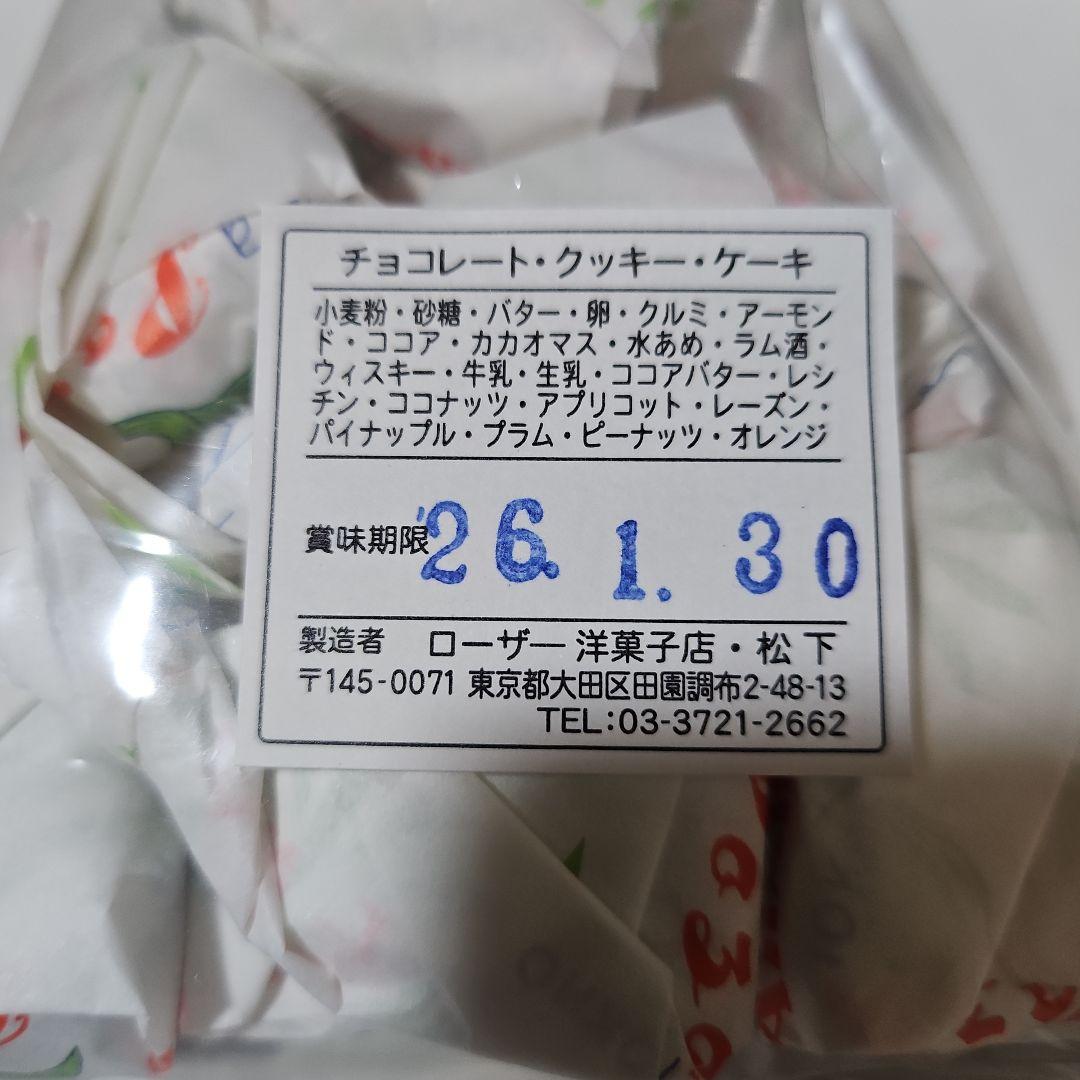 チョコレート・クッキー・ケーキ
小麦粉・砂糖・バター・卵・クルミ・アーモン
ド・ココア・カカオマス・水あめ・ラム酒・
ウィスキー・牛乳・生乳・ココアバター・レシ
チン・ココナッツ・アプリコット・レーズン・
パイナップル・プラム・ピーナッツ・オレンジ
賞味期限 '26. 1. 30
製造者 ローザー洋菓子店・松下
〒145-0071 東京都大田区田園調布2-48-13
TEL:03-3721-2662